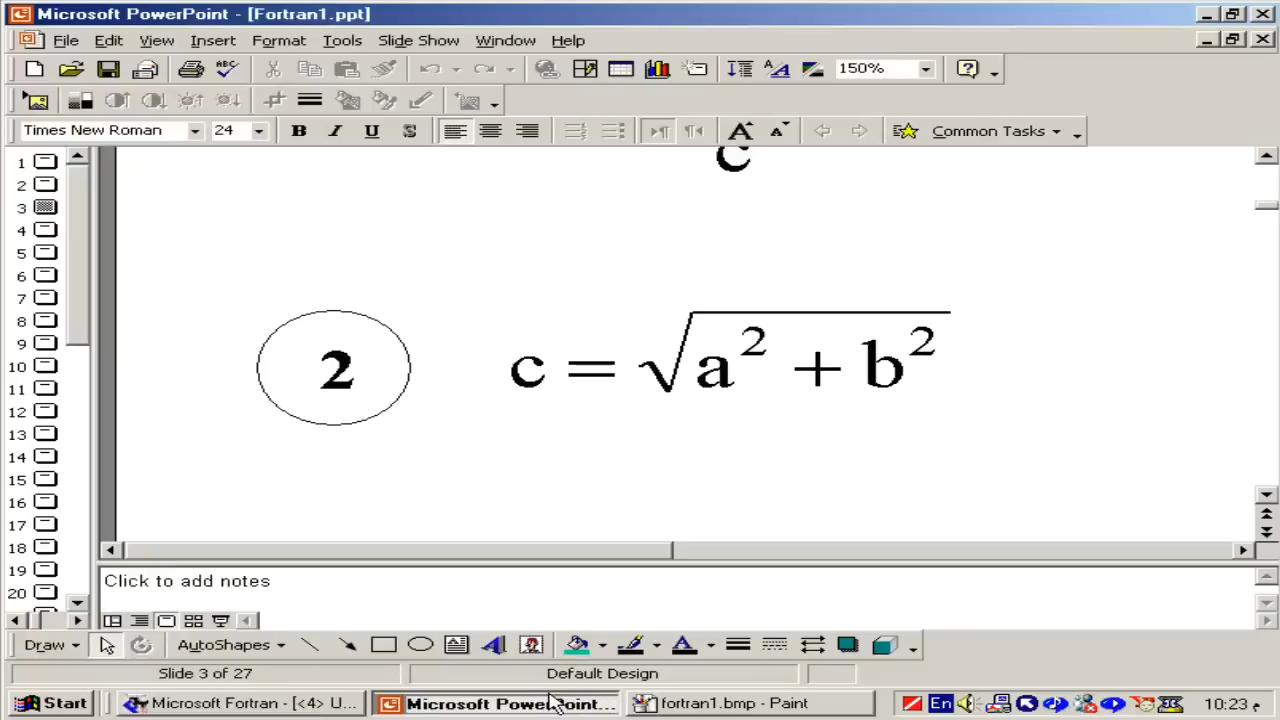 Microsoft PowerPoint - [Fortran1.ppt]
File Edit View Insert Format Tools Slide Show Window Help
150%
Times New Roman 24 B I U S A A Common Tasks
c
2 c = √a² + b²
1
2
3
4
5
6
7
8
9
10
11
12
13
14
15
16
17
18
19
20
Click to add notes
Draw AutoShapes
Slide 3 of 27 Default Design
Start Microsoft Fortran - [<4> U... Microsoft PowerPoint... fortran1.bmp - Paint En 10:23 م